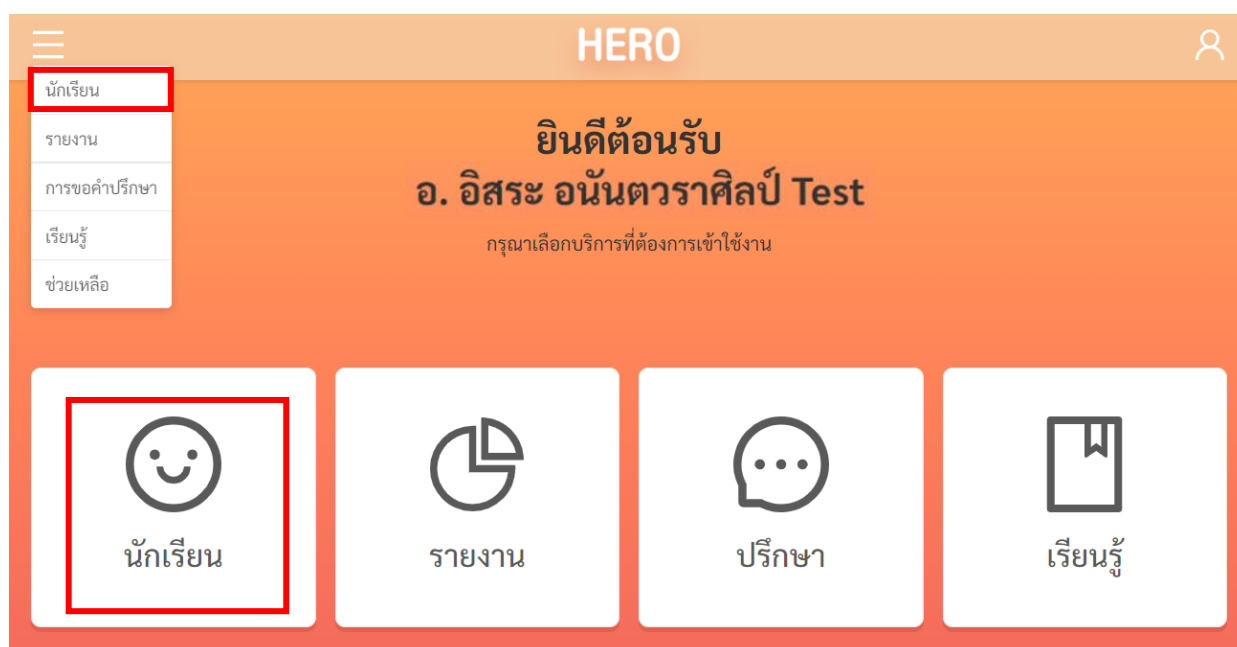 HERO
นักเรียน
รายงาน
การขอคำปรึกษา
เรียนรู้
ช่วยเหลือ
ยินดีต้อนรับ
อ. อิสระ อนันตวราศิลป์ Test
กรุณาเลือกบริการที่ต้องการเข้าใช้งาน
นักเรียน
รายงาน
ปรึกษา
เรียนรู้